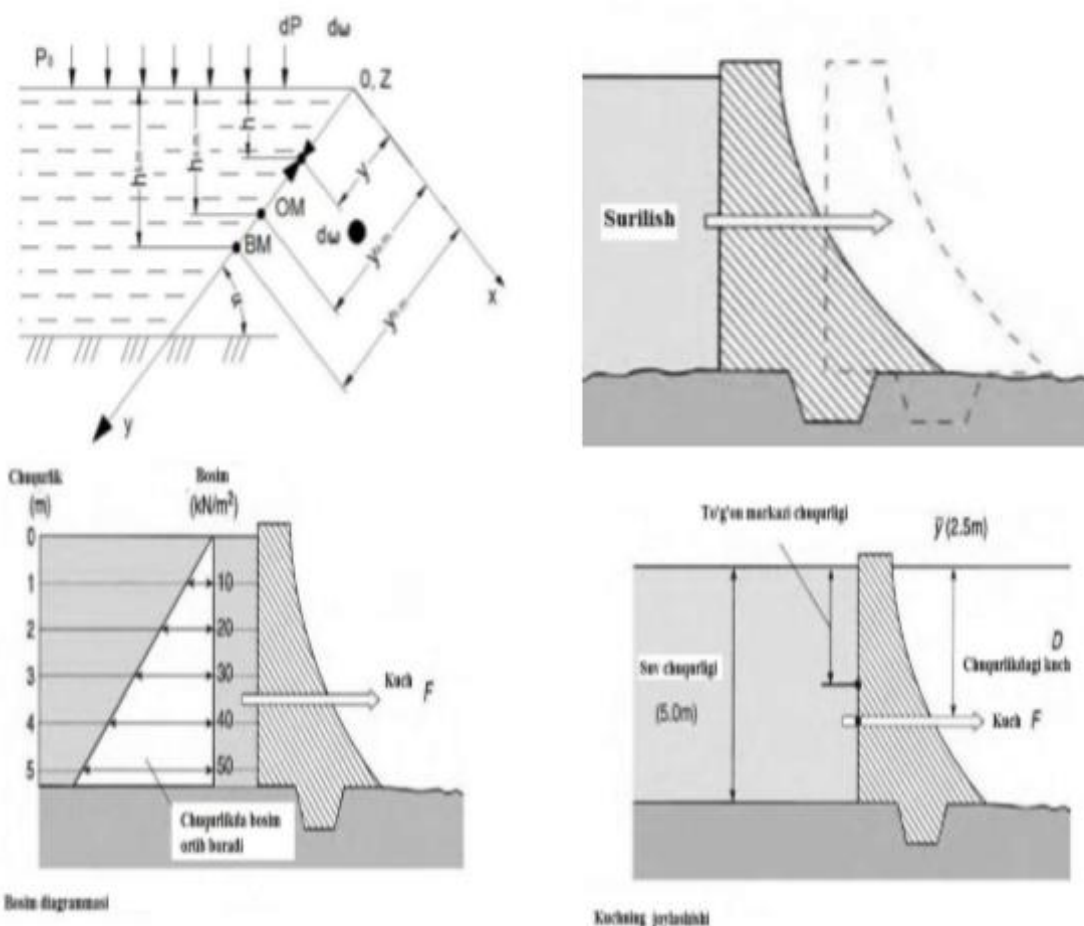 dP dω
P₀
0, Z
h
y
OM
dω
BM
x
y
Surilish
Chuqurlik
(m)
Bosim
(kN/m²)
0
1 10
2 20
3 30
4 40
5 50
Kuch F
Chuqurlikda bosim
ortib boradi
Bosim diagrammasi
To'g'on markazi chuqurligi
ȳ (2.5m)
Suv chuqurligi
(5.0m)
D
Chuqurlikdagi kuch
Kuch F
Kuchning joylashishi